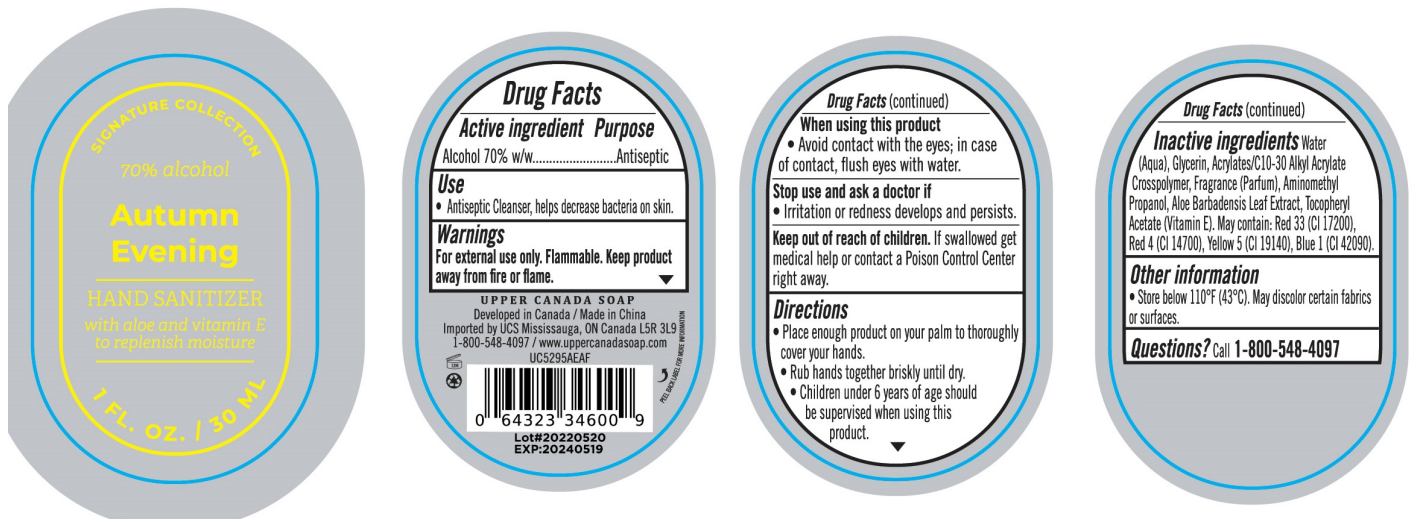 SIGNATURE COLLECTION
70% alcohol
Autumn
Evening
HAND SANITIZER
with aloe and vitamin E
to replenish moisture
1 FL. OZ. / 30 ML
Drug Facts
Active ingredient Purpose
Alcohol 70% w/w..........................Antiseptic
Use
• Antiseptic Cleanser, helps decrease bacteria on skin.
Warnings
For external use only. Flammable. Keep product
away from fire or flame.
UPPER CANADA SOAP
Developed in Canada / Made in China
Imported by UCS Mississauga, ON Canada L5R 3L9
1-800-548-4097 / www.uppercanadasoap.com
UC5295AEAF
PEEL BACK LABEL FOR MORE INFORMATION
0 64323 34600 9
Lot#20220520
EXP:20240519
Drug Facts (continued)
When using this product
• Avoid contact with the eyes; in case
of contact, flush eyes with water.
Stop use and ask a doctor if
• Irritation or redness develops and persists.
Keep out of reach of children. If swallowed get
medical help or contact a Poison Control Center
right away.
Directions
• Place enough product on your palm to thoroughly
cover your hands.
• Rub hands together briskly until dry.
• Children under 6 years of age should
be supervised when using this
product.
Drug Facts (continued)
Inactive ingredients Water
(Aqua), Glycerin, Acrylates/C10-30 Alkyl Acrylate
Crosspolymer, Fragrance (Parfum), Aminomethyl
Propanol, Aloe Barbadensis Leaf Extract, Tocopheryl
Acetate (Vitamin E). May contain: Red 33 (CI 17200),
Red 4 (CI 14700), Yellow 5 (CI 19140), Blue 1 (CI 42090).
Other information
• Store below 110°F (43°C). May discolor certain fabrics
or surfaces.
Questions? Call 1-800-548-4097